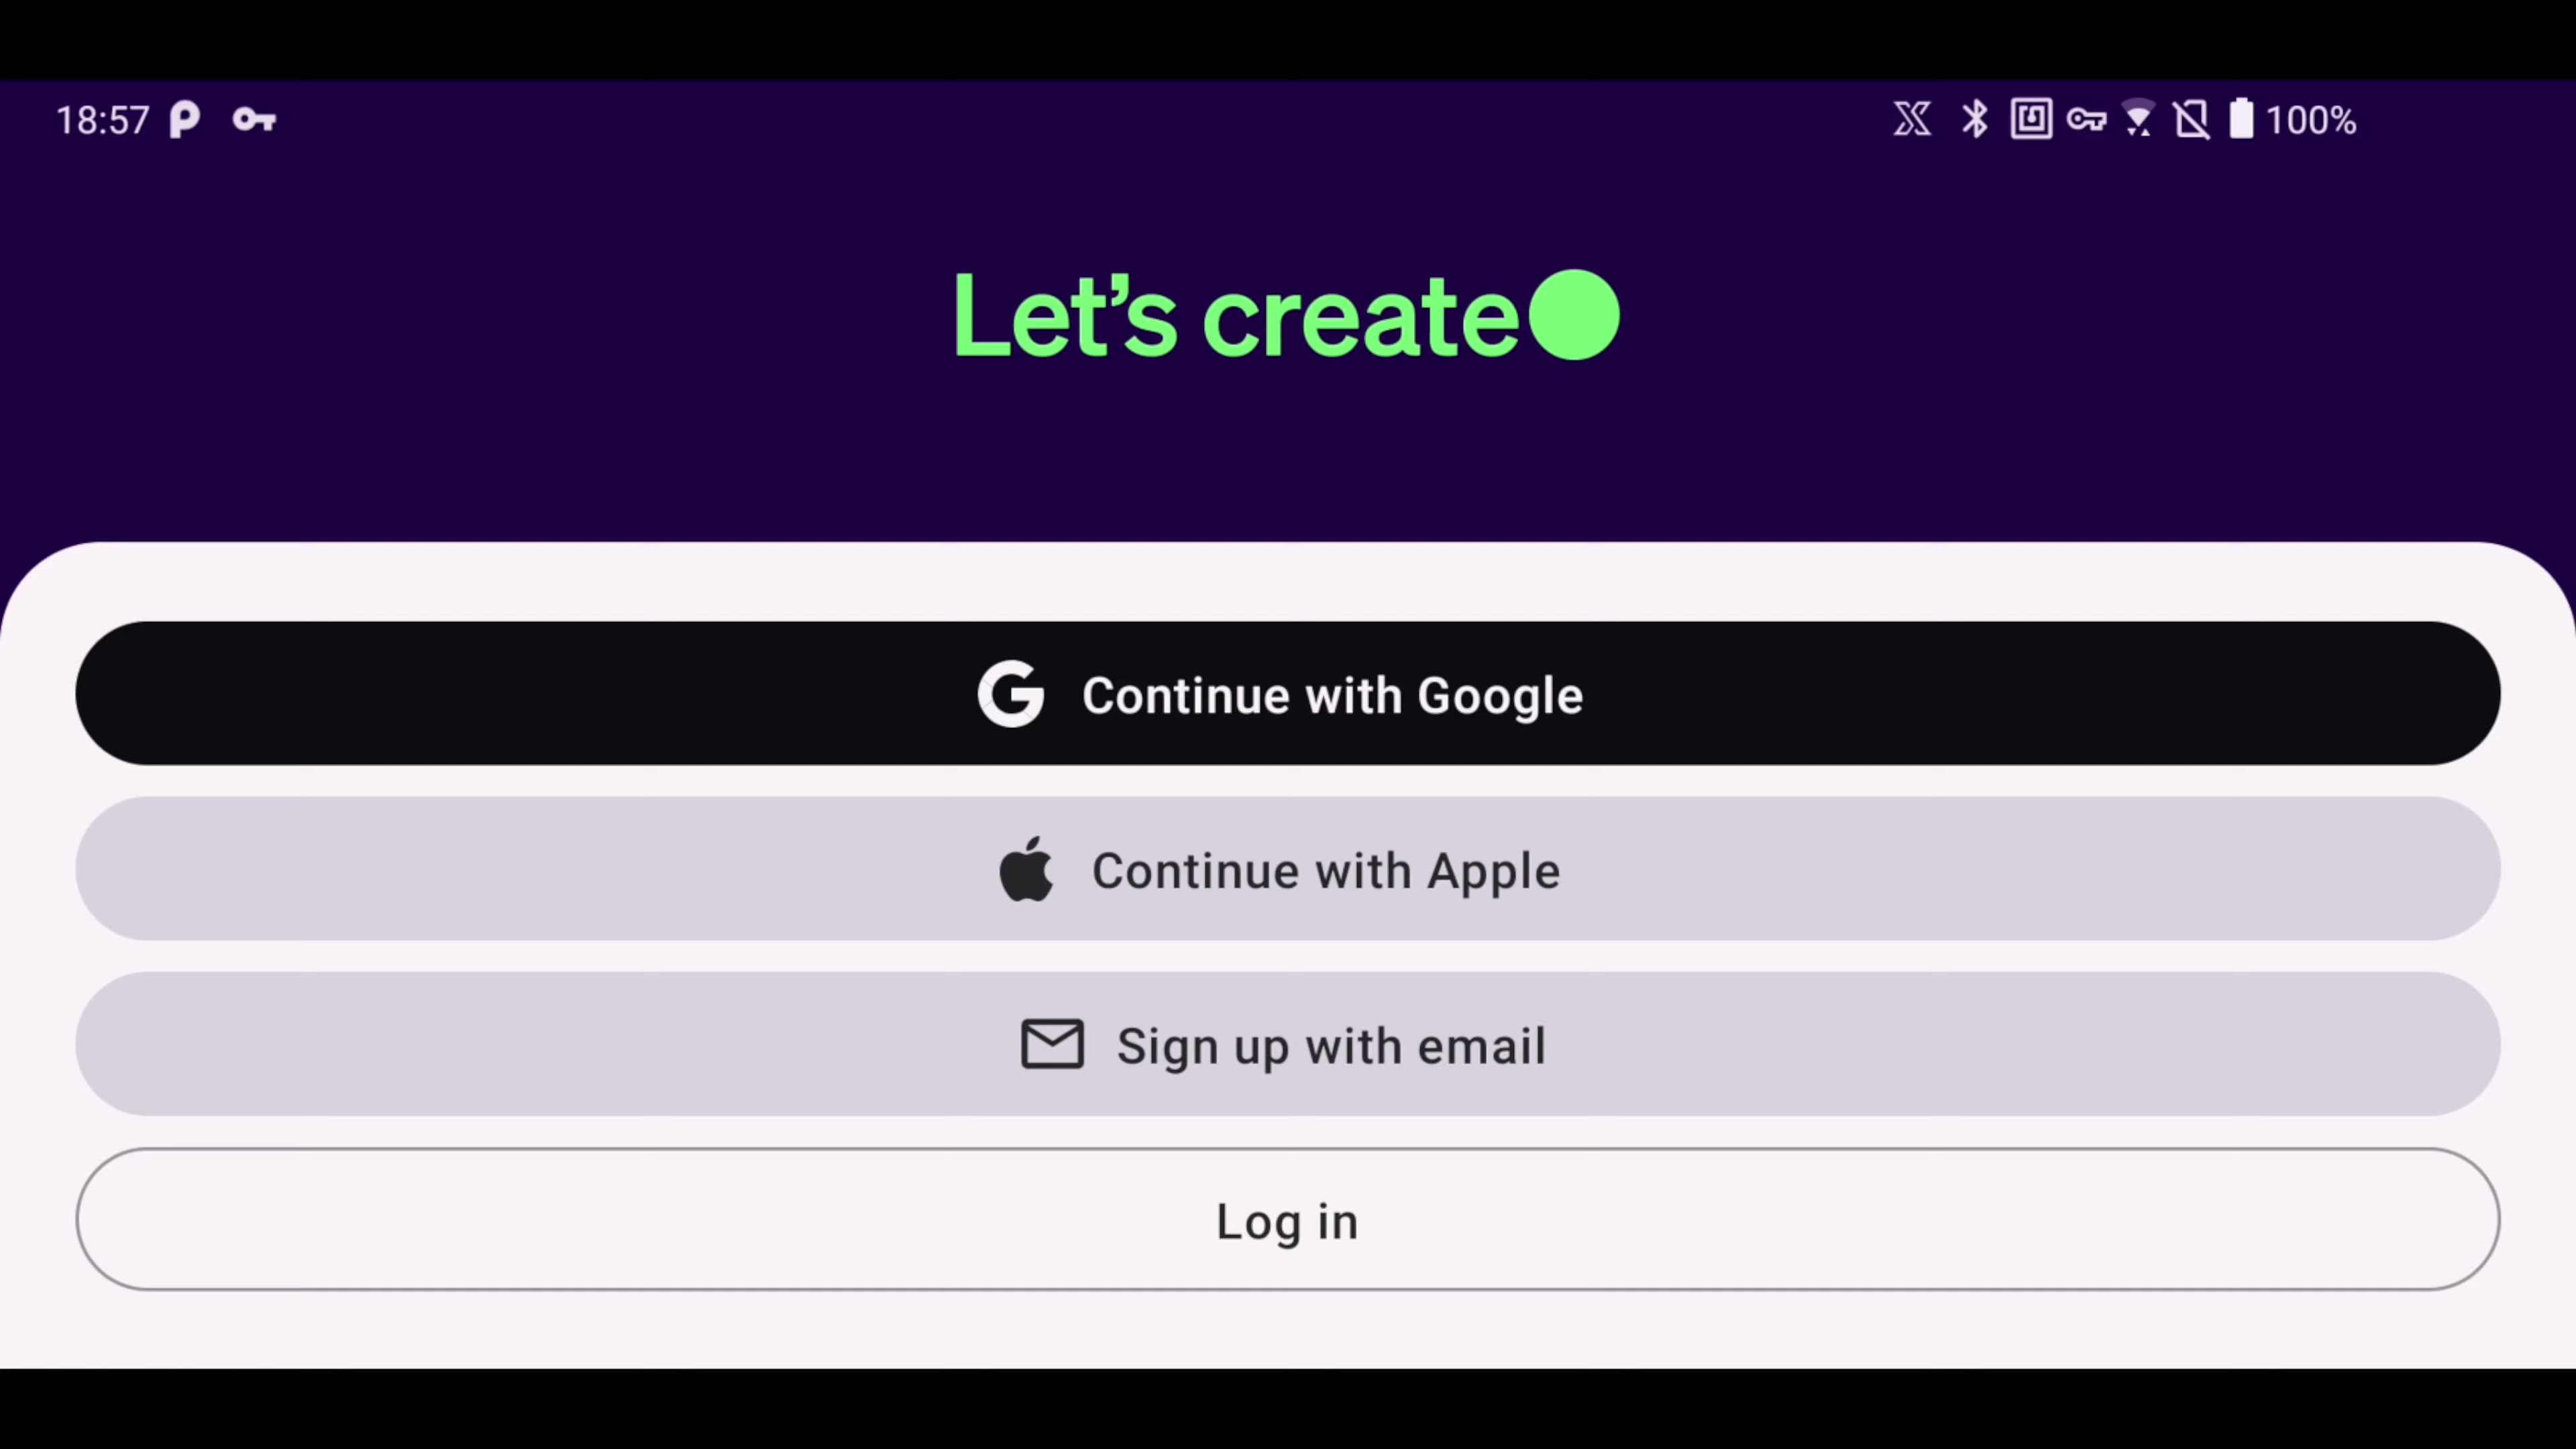 18:57 100%
Let's create
Continue with Google
Continue with Apple
Sign up with email
Log in